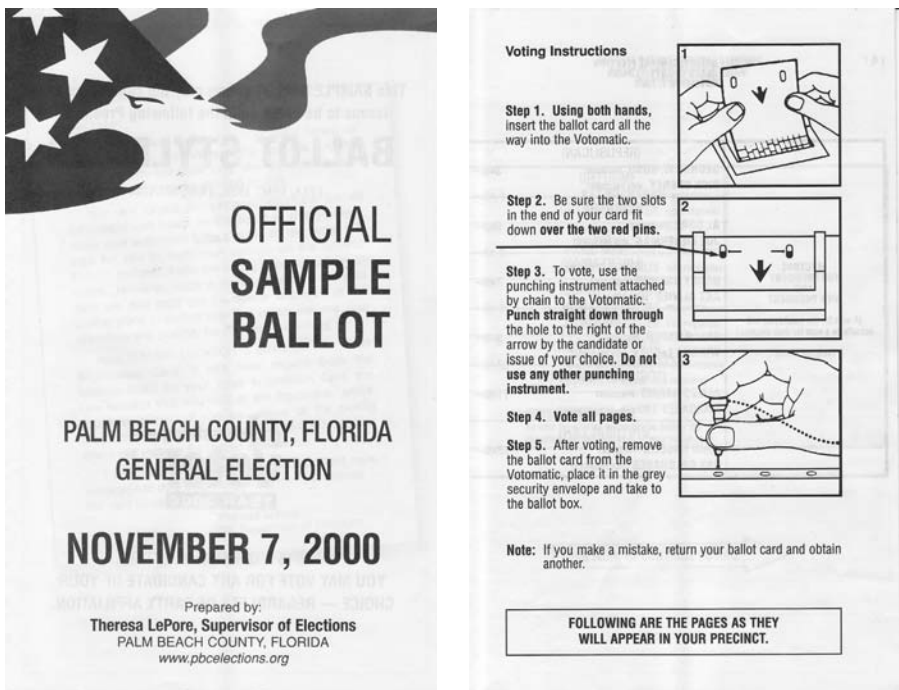 OFFICIAL
SAMPLE
BALLOT
PALM BEACH COUNTY, FLORIDA
GENERAL ELECTION
NOVEMBER 7, 2000
Prepared by:
Theresa LePore, Supervisor of Elections
PALM BEACH COUNTY, FLORIDA
www.pbcelections.org
Voting Instructions
Step 1. Using both hands,
insert the ballot card all the
way into the Votomatic.
Step 2. Be sure the two slots
in the end of your card fit
down over the two red pins.
Step 3. To vote, use the
punching instrument attached
by chain to the Votomatic.
Punch straight down through
the hole to the right of the
arrow by the candidate or
issue of your choice. Do not
use any other punching
instrument.
Step 4. Vote all pages.
Step 5. After voting, remove
the ballot card from the
Votomatic, place it in the grey
security envelope and take to
the ballot box.
1
2
3
Note: If you make a mistake, return your ballot card and obtain
another.
FOLLOWING ARE THE PAGES AS THEY
WILL APPEAR IN YOUR PRECINCT.